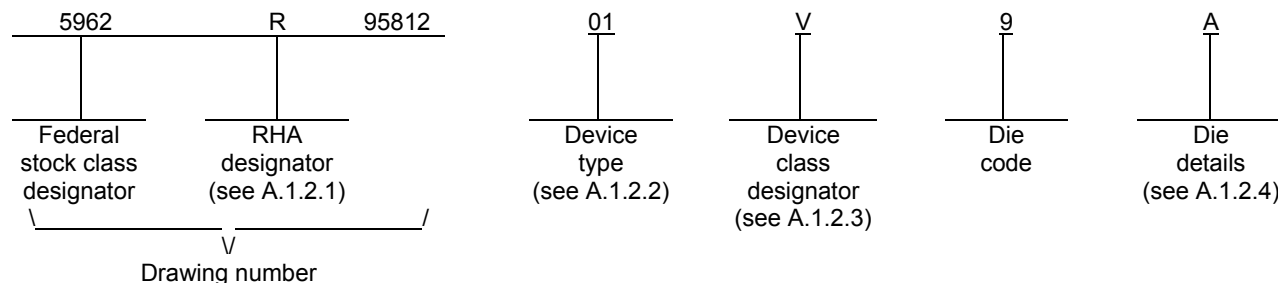 5962 R 95812 01 V 9 A
Federal stock class designator
RHA designator (see A.1.2.1)
Device type (see A.1.2.2)
Device class designator (see A.1.2.3)
Die code
Die details (see A.1.2.4)
Drawing number